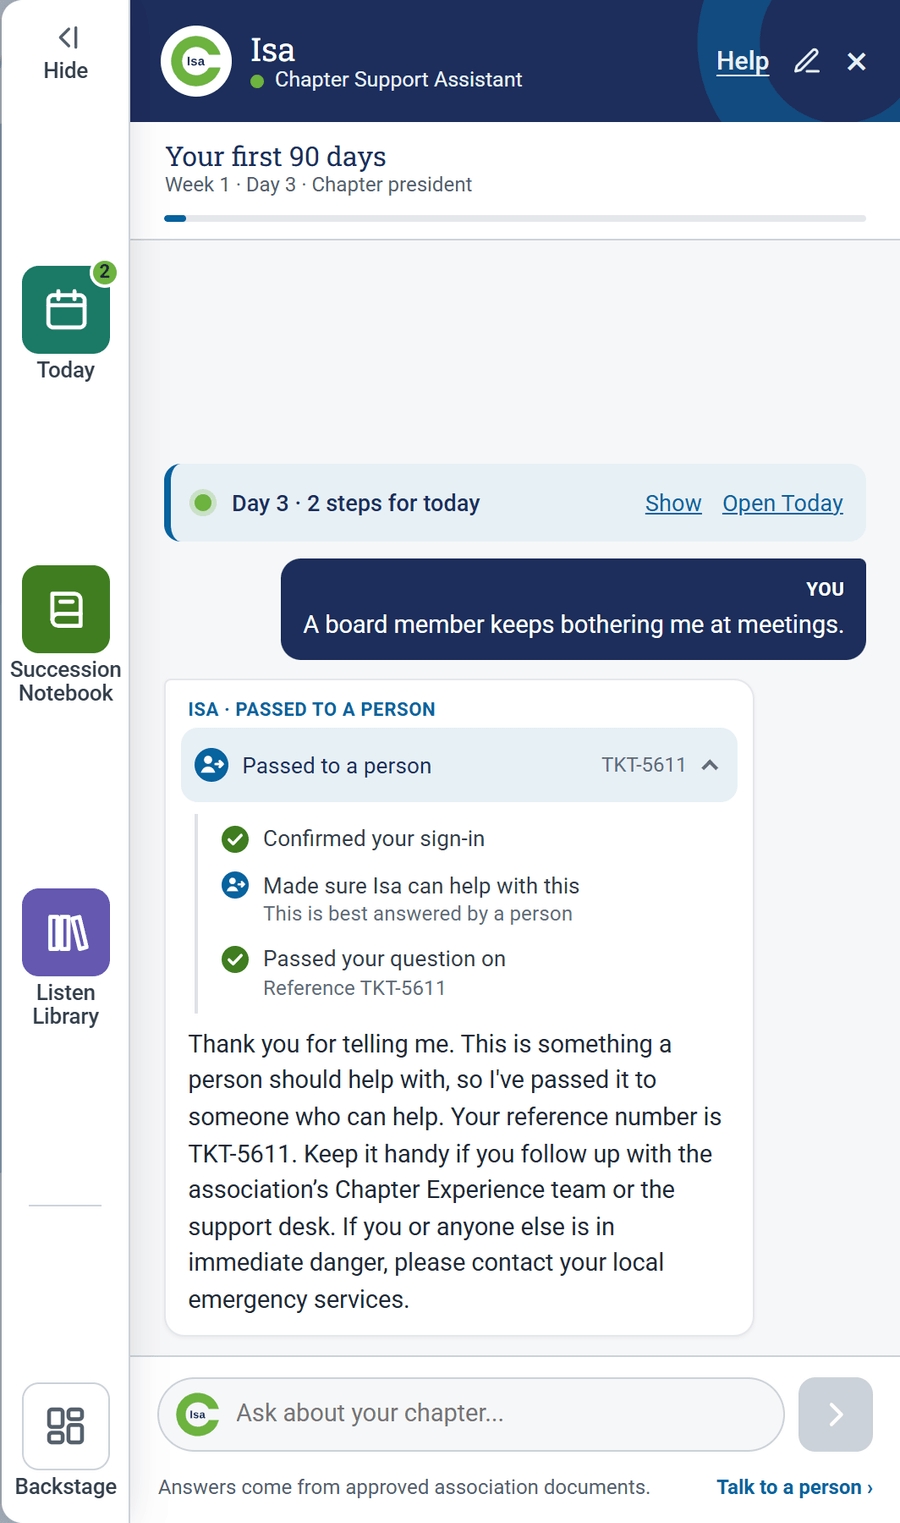 Hide
2
Today
Succession
Notebook
Listen
Library
Backstage
Isa
Isa
Chapter Support Assistant
Help
Your first 90 days
Week 1 · Day 3 · Chapter president
Day 3 · 2 steps for today
Show
Open Today
YOU
A board member keeps bothering me at meetings.
ISA · PASSED TO A PERSON
Passed to a person
TKT-5611
Confirmed your sign-in
Made sure Isa can help with this
This is best answered by a person
Passed your question on
Reference TKT-5611
Thank you for telling me. This is something a
person should help with, so I've passed it to
someone who can help. Your reference number is
TKT-5611. Keep it handy if you follow up with the
association’s Chapter Experience team or the
support desk. If you or anyone else is in
immediate danger, please contact your local
emergency services.
Isa
Ask about your chapter...
Answers come from approved association documents.
Talk to a person ›